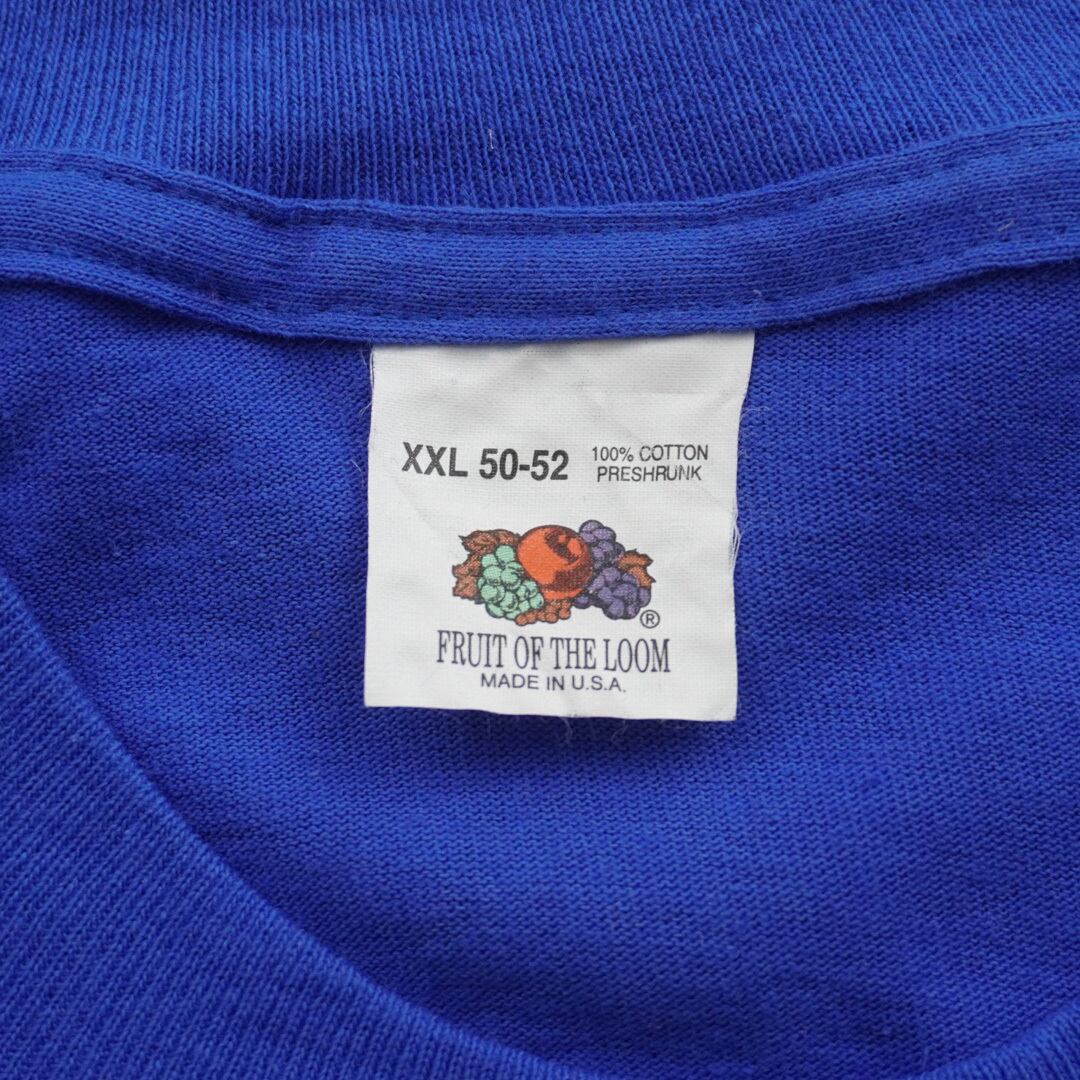 XXL 50-52 100% COTTON
PRESHRUNK
®
FRUIT OF THE LOOM
MADE IN U.S.A.